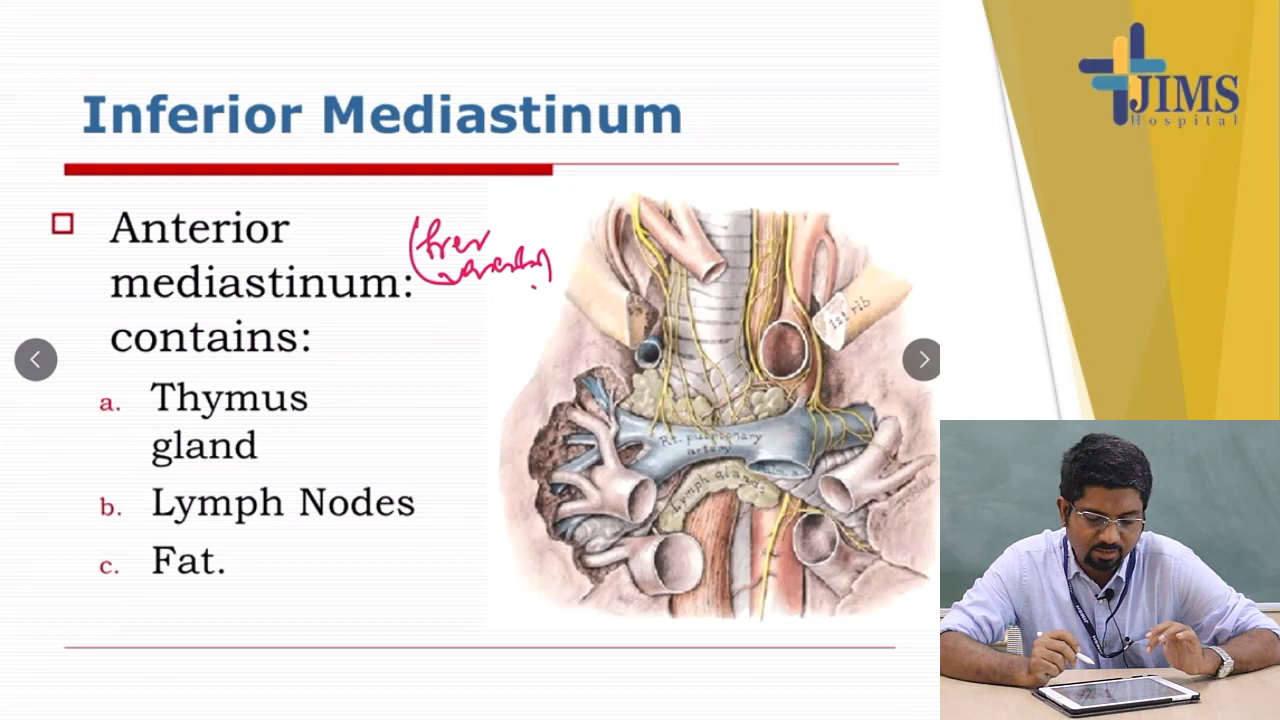 JIMS
Hospital
Inferior Mediastinum
Anterior
mediastinum:
contains:
a. Thymus
gland
b. Lymph Nodes
c. Fat.
1st rib
Rt. pulmonary
artery
Lymph glands